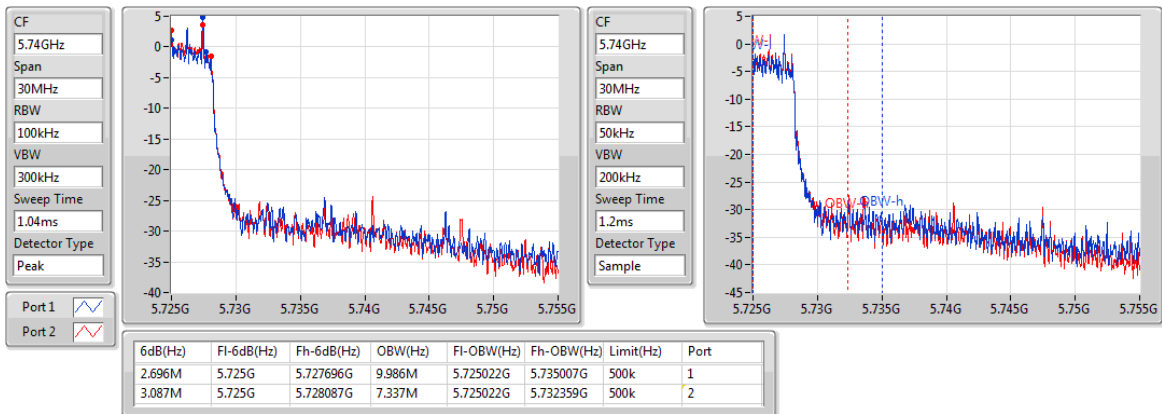 CF
5.74GHz
Span
30MHz
RBW
100kHz
VBW
300kHz
Sweep Time
1.04ms
Detector Type
Peak
Port 1
Port 2
5
0
-5
-10
-15
-20
-25
-30
-35
-40
5.725G 5.73G 5.735G 5.74G 5.745G 5.75G 5.755G
CF
5.74GHz
Span
30MHz
RBW
50kHz
VBW
200kHz
Sweep Time
1.2ms
Detector Type
Sample
5
0
-5
-10
-15
-20
-25
-30
-35
-40
-45
W-l
OBW-h
5.725G 5.73G 5.735G 5.74G 5.745G 5.75G 5.755G
6dB(Hz) Fl-6dB(Hz) Fh-6dB(Hz) OBW(Hz) Fl-OBW(Hz) Fh-OBW(Hz) Limit(Hz) Port
2.696M 5.725G 5.727696G 9.986M 5.725022G 5.735007G 500k 1
3.087M 5.725G 5.728087G 7.337M 5.725022G 5.732359G 500k 2